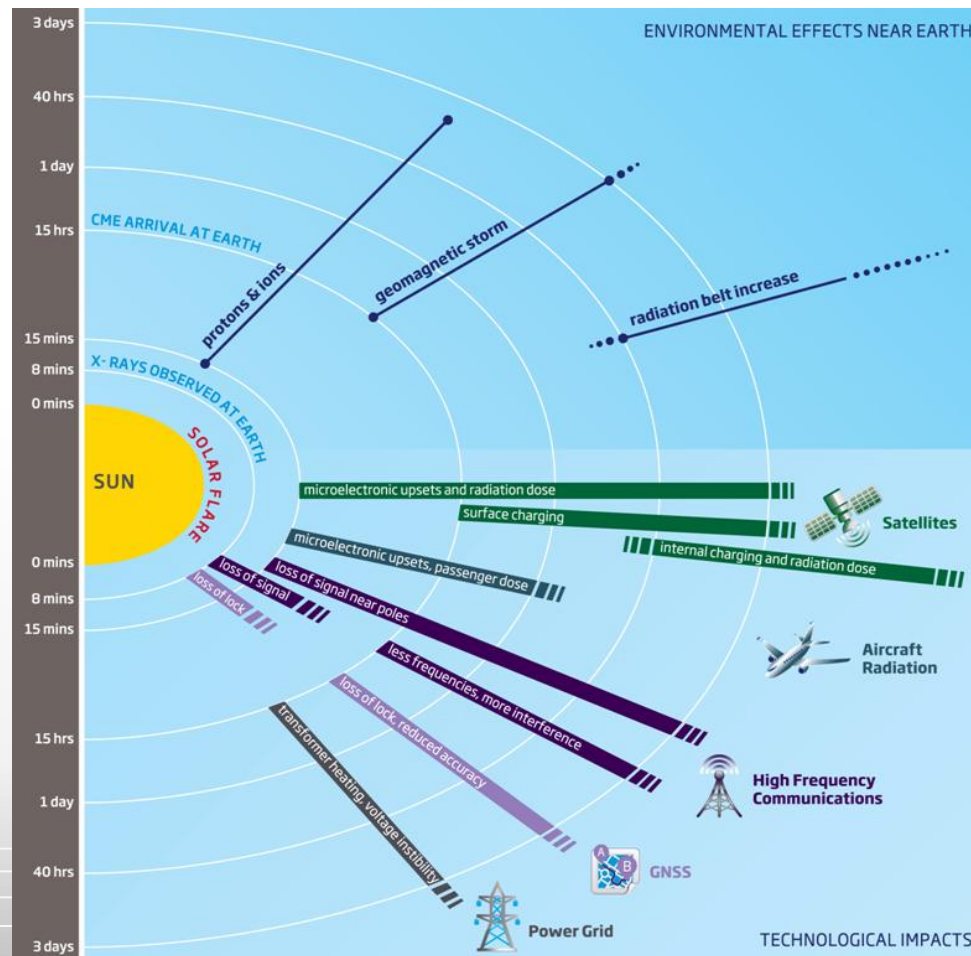 3 days
ENVIRONMENTAL EFFECTS NEAR EARTH
40 hrs
1 day
CME ARRIVAL AT EARTH
15 hrs
protons & ions
geomagnetic storm
radiation belt increase
15 mins
X- RAYS OBSERVED AT EARTH
8 mins
0 mins
SUN
SOLAR FLARE
microelectronic upsets and radiation dose
surface charging
Satellites
internal charging and radiation dose
microelectronic upsets, passenger dose
0 mins
loss of lock
loss of signal
loss of signal near poles
8 mins
15 mins
Aircraft
Radiation
less frequencies, more interference
loss of lock, reduced accuracy
transformer heating, voltage instibility
15 hrs
High Frequency
Communications
1 day
A
B
GNSS
40 hrs
Power Grid
3 days
TECHNOLOGICAL IMPACTS